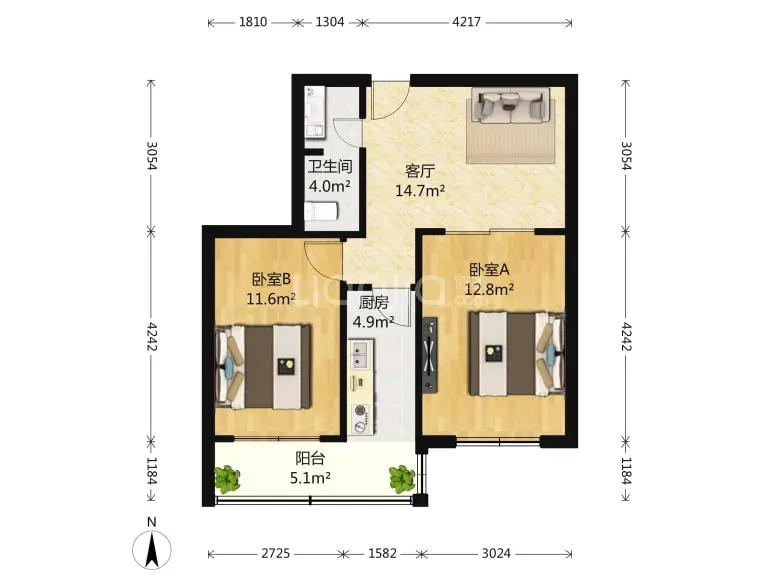 1810 1304 4217
3054
3054
卫生间
4.0m²
客厅
14.7m²
卧室B
11.6m²
卧室A
12.8m²
厨房
4.9m²
4242
4242
阳台
5.1m²
1184
1184
N
2725 1582 3024